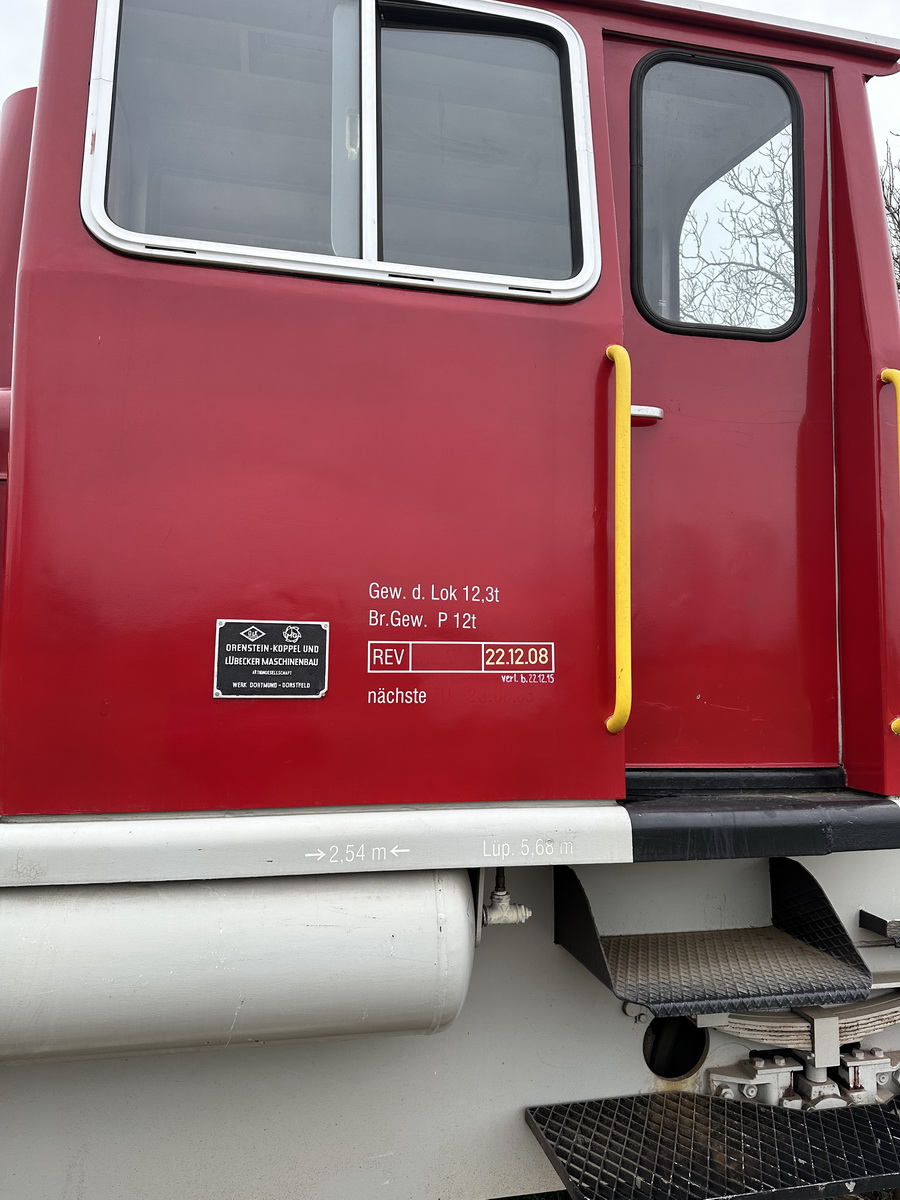 O&K
ORENSTEIN-KOPPEL UND
LÜBECKER MASCHINENBAU
AKTIENGESELLSCHAFT
WERK DORTMUND-DORSTFELD
Gew. d. Lok 12,3t
Br.Gew. P 12t
REV 22.12.08
verl. b. 22.12.15
nächste
→2,54 m←
Lüp. 5,68 m